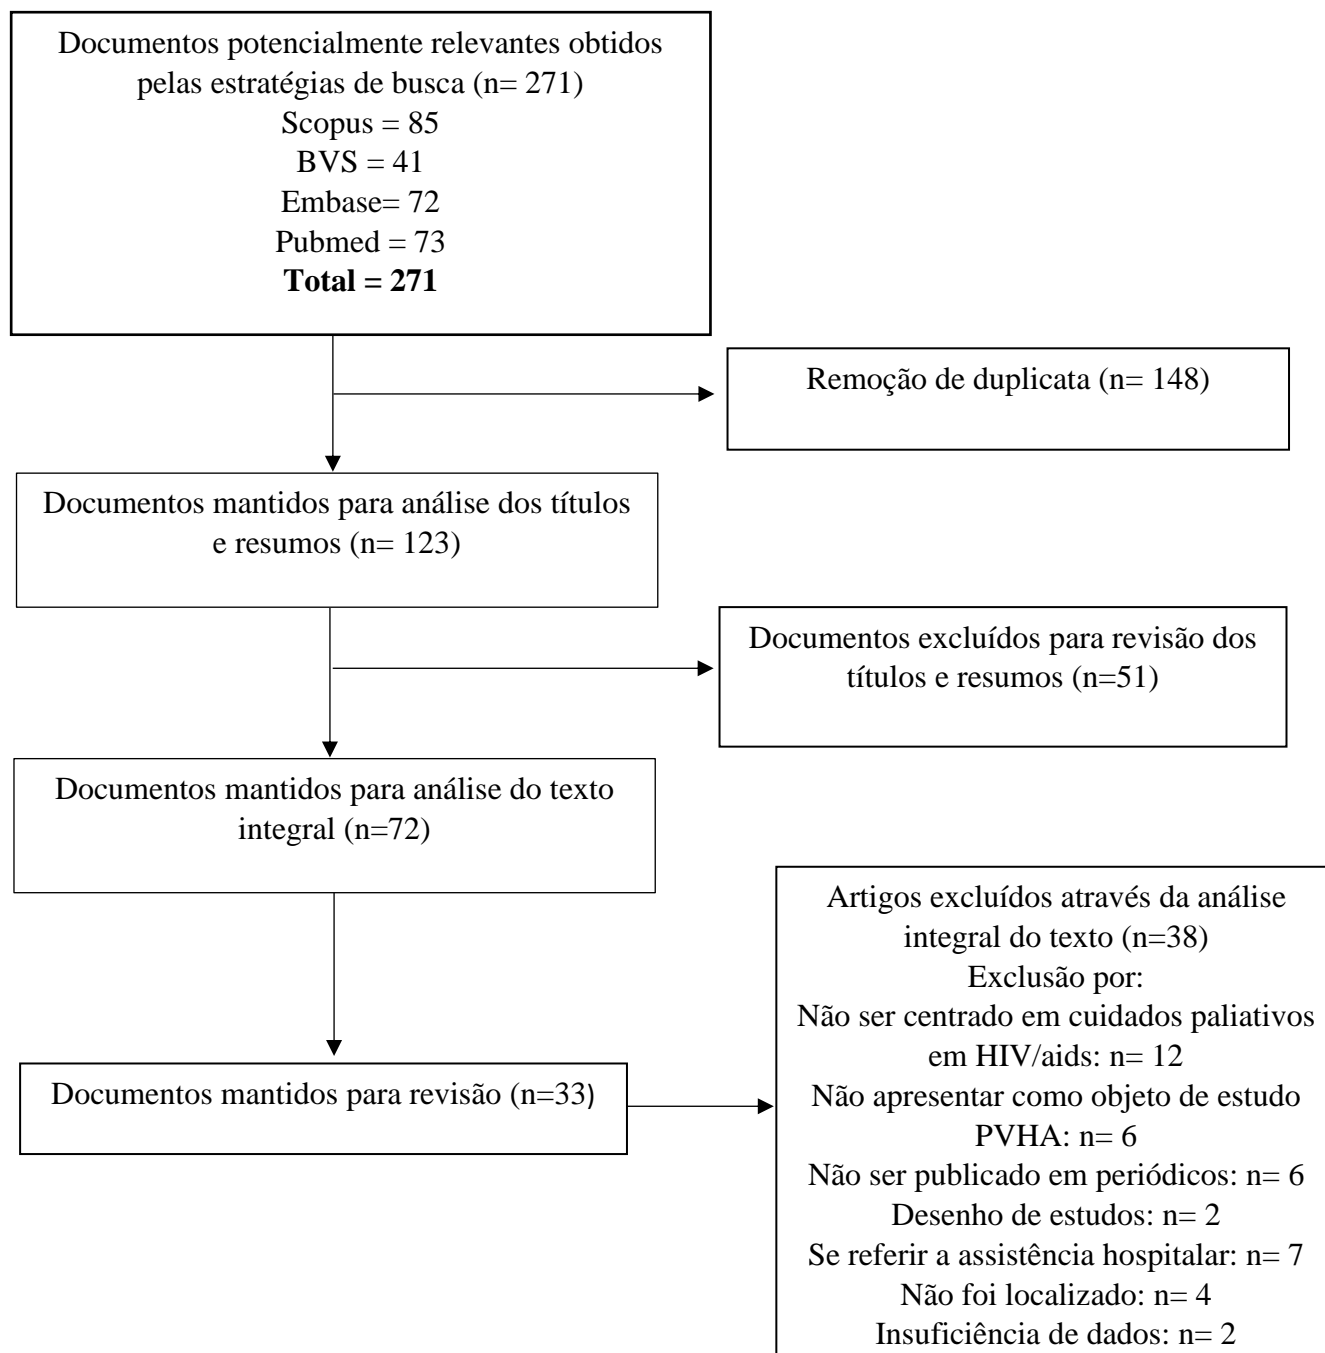 Documentos potencialmente relevantes obtidos
pelas estratégias de busca (n= 271)
Scopus = 85
BVS = 41
Embase= 72
Pubmed = 73
Total = 271
Remoção de duplicata (n= 148)
Documentos mantidos para análise dos títulos
e resumos (n= 123)
Documentos excluídos para revisão dos
títulos e resumos (n=51)
Documentos mantidos para análise do texto
integral (n=72)
Artigos excluídos através da análise
integral do texto (n=38)
Exclusão por:
Não ser centrado em cuidados paliativos
em HIV/aids: n= 12
Não apresentar como objeto de estudo
PVHA: n= 6
Não ser publicado em periódicos: n= 6
Desenho de estudos: n= 2
Se referir a assistência hospitalar: n= 7
Não foi localizado: n= 4
Insuficiência de dados: n= 2
Documentos mantidos para revisão (n=33)